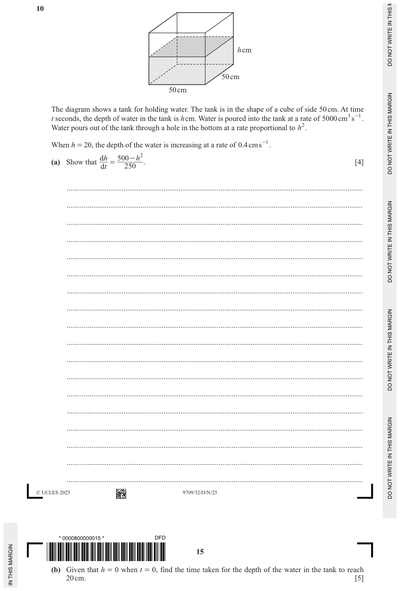 10
h cm
50 cm
50 cm
The diagram shows a tank for holding water. The tank is in the shape of a cube of side 50 cm. At time
t seconds, the depth of water in the tank is h cm. Water is poured into the tank at a rate of 5000 cm³ s⁻¹.
Water pours out of the tank through a hole in the bottom at a rate proportional to h².
When h = 20, the depth of the water is increasing at a rate of 0.4 cm s⁻¹.
(a) Show that dh/dt = (500 − h²)/250. [4]
© UCLES 2025
9709/32/O/N/25
DO NOT WRITE IN THIS M
DO NOT WRITE IN THIS MARGIN
DO NOT WRITE IN THIS MARGIN
DO NOT WRITE IN THIS MARGIN
DO NOT WRITE IN THIS MARGIN
IN THIS MARGIN
* 0000800000015 *
DFD
15
(b) Given that h = 0 when t = 0, find the time taken for the depth of the water in the tank to reach
20 cm. [5]